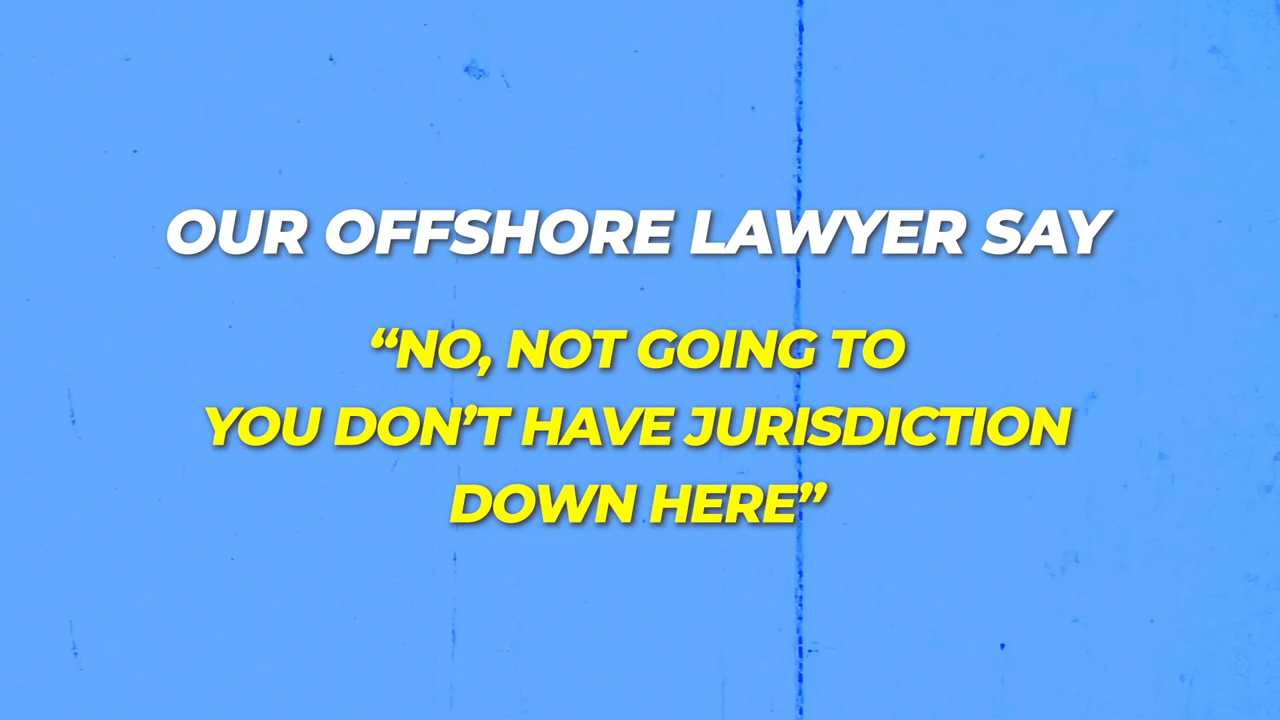 OUR OFFSHORE LAWYER SAY
“NO, NOT GOING TO
YOU DON’T HAVE JURISDICTION
DOWN HERE”